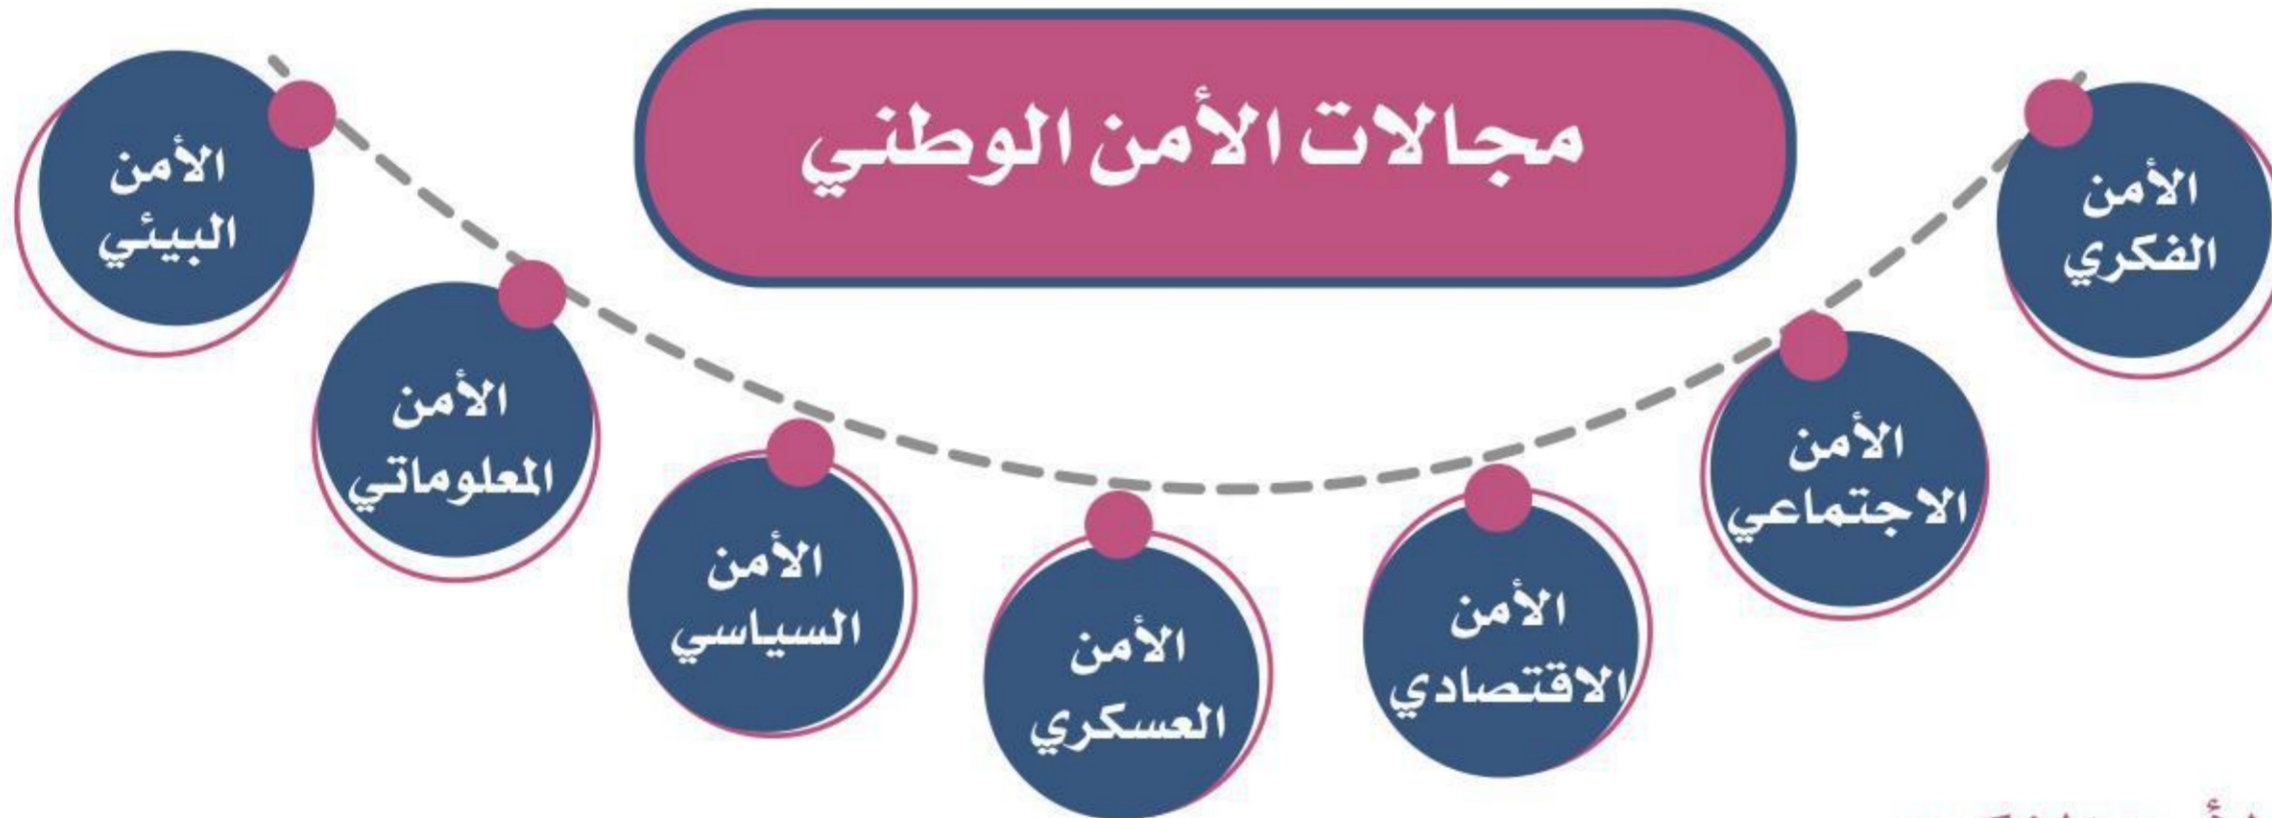 مجالات الأمن الوطني
الأمن
الفكري
الأمن
الاجتماعي
الأمن
الاقتصادي
الأمن
العسكري
الأمن
السياسي
الأمن
المعلوماتي
الأمن
البيئي